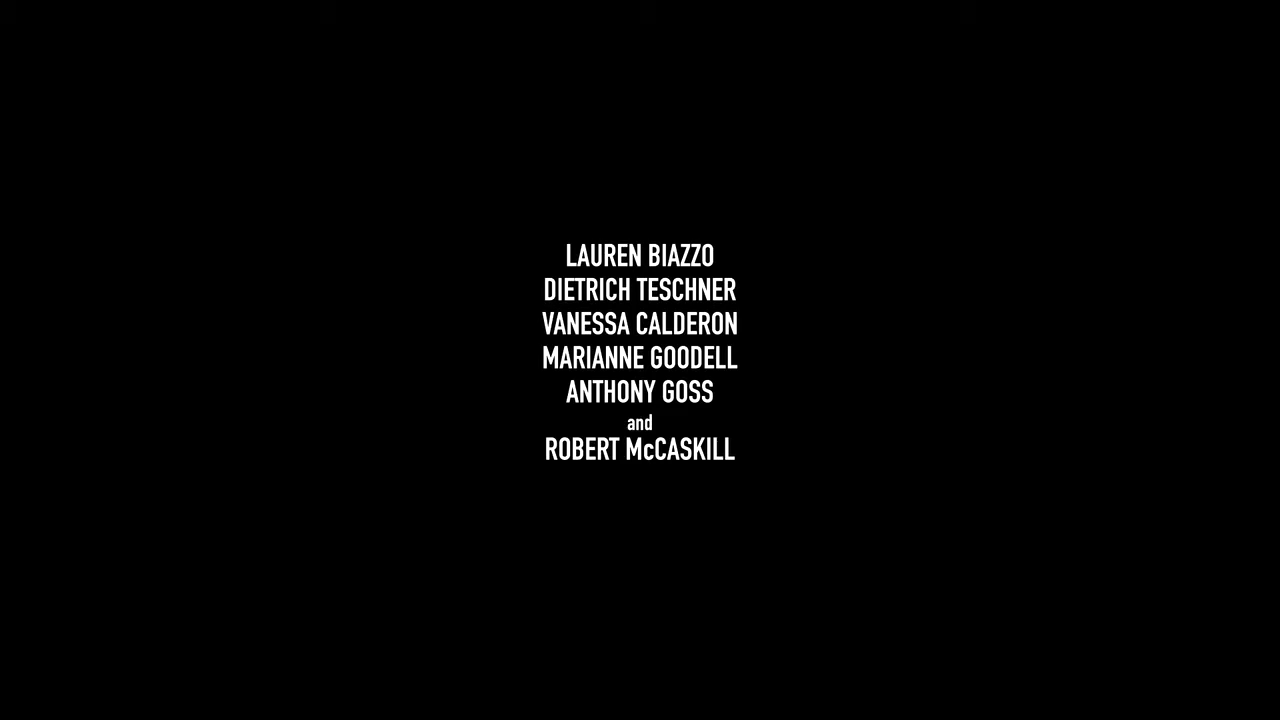 LAUREN BIAZZO
DIETRICH TESCHNER
VANESSA CALDERON
MARIANNE GOODELL
ANTHONY GOSS
and
ROBERT McCASKILL